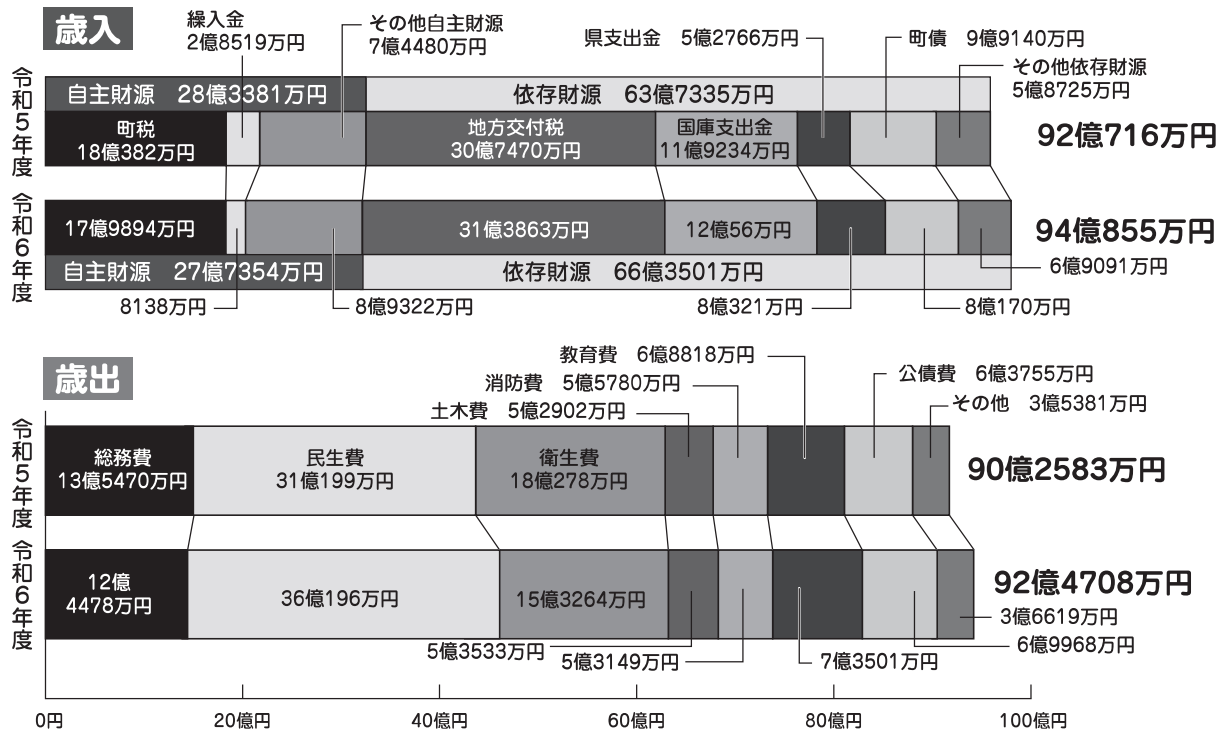 歳入
繰入金
2億8519万円
その他自主財源
7億4480万円
県支出金 5億2766万円
町債 9億9140万円
その他依存財源
5億8725万円
令和5年度
自主財源 28億3381万円
依存財源 63億7335万円
町税
18億382万円
地方交付税
30億7470万円
国庫支出金
11億9234万円
92億716万円
令和6年度
17億9894万円
31億3863万円
12億56万円
94億855万円
自主財源 27億7354万円
依存財源 66億3501万円
6億9091万円
8138万円
8億9322万円
8億321万円
8億170万円
歳出
教育費 6億8818万円
消防費 5億5780万円
土木費 5億2902万円
公債費 6億3755万円
その他 3億5381万円
令和5年度
総務費
13億5470万円
民生費
31億199万円
衛生費
18億278万円
90億2583万円
令和6年度
12億
4478万円
36億196万円
15億3264万円
92億4708万円
3億6619万円
6億9968万円
5億3533万円
5億3149万円
7億3501万円
0円
20億円
40億円
60億円
80億円
100億円